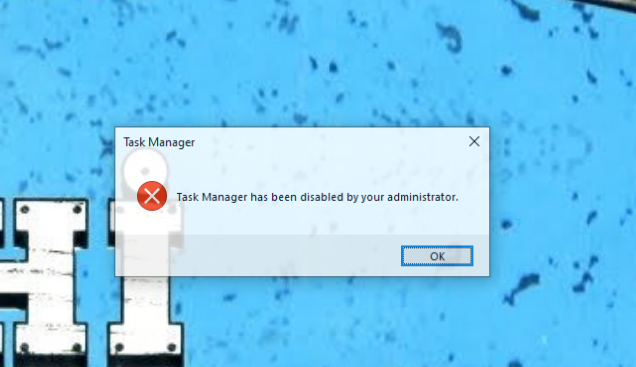 Task Manager
Task Manager has been disabled by your administrator.
OK